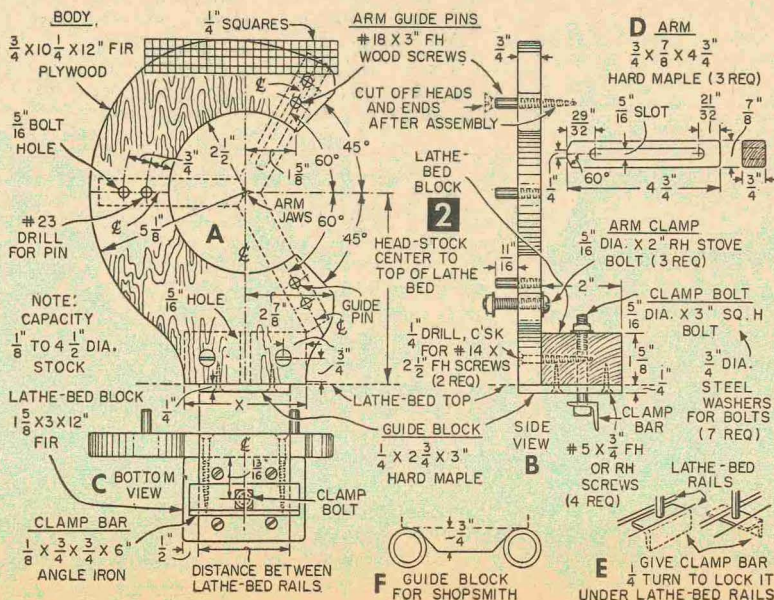 BODY
3/4 X 10 1/4 X 12" FIR
PLYWOOD
1/4" SQUARES
ARM GUIDE PINS
#18 X 3" FH
WOOD SCREWS
CUT OFF HEADS
AND ENDS
AFTER ASSEMBLY
3/4"
D ARM
3/4 X 7/8 X 4 3/4"
HARD MAPLE (3 REQ)
29"/32
5"/16 SLOT
21"/32
7"/8
1"/4
60°
4 3/4"
3"/4
5"/16 BOLT
HOLE
3"/4
#23
DRILL
FOR PIN
2 1/2"
5 1/8"
A
℄
℄
℄
1 5/8"
60°
45°
60°
45°
ARM
JAWS
GUIDE
PIN
℄
LATHE-
BED
BLOCK
2
HEAD-STOCK
CENTER TO
TOP OF LATHE
BED
11"/16
2"
ARM CLAMP
5/16" DIA. X 2" RH STOVE
BOLT (3 REQ)
CLAMP BOLT
5"/16 DIA. X 3" SQ. H
BOLT
1 5/8"
1"/4
3/4" DIA.
STEEL
WASHERS
FOR BOLTS
(7 REQ)
NOTE:
CAPACITY
1/8" TO 4 1/2" DIA.
STOCK
5"/16 HOLE
2 7/8"
3"/4
1/4" DRILL, C'SK
FOR #14 X
2 1/2" FH SCREWS
(2 REQ)
1"/4
X
LATHE-BED TOP
LATHE-BED BLOCK
1 5/8 X 3 X 12"
FIR
GUIDE BLOCK
1/4 X 2 3/4 X 3"
HARD MAPLE
SIDE
VIEW
B
CLAMP
BAR
#5 X 3/4" FH
OR RH
SCREWS
(4 REQ)
C BOTTOM
VIEW
℄
13"/16
CLAMP
BOLT
CLAMP BAR
1/8 X 3/4 X 3/4 X 6"
ANGLE IRON
1"/2
DISTANCE BETWEEN
LATHE-BED RAILS
3"/4
F GUIDE BLOCK
FOR SHOPSMITH
LATHE-BED
RAILS
E GIVE CLAMP BAR
1/4 TURN TO LOCK IT
UNDER LATHE-BED RAILS